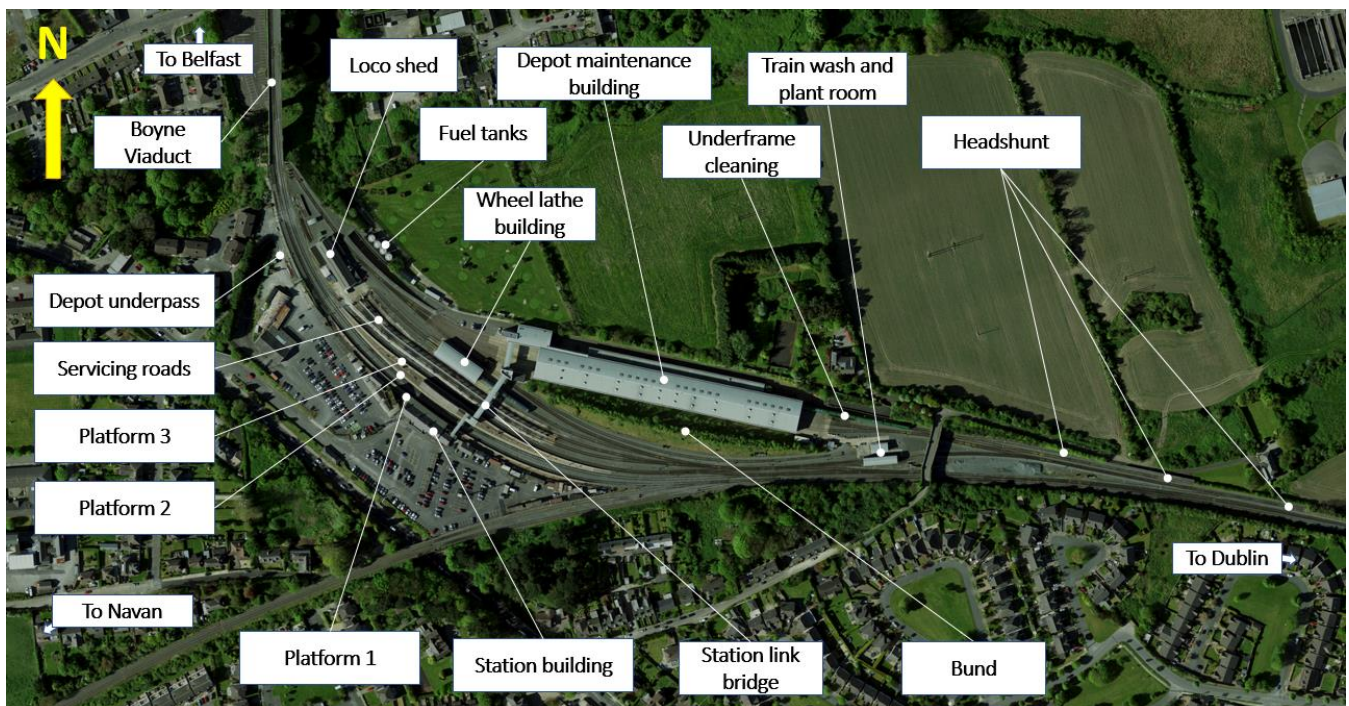 N
To Belfast
Loco shed
Depot maintenance
building
Train wash and
plant room
Boyne
Viaduct
Fuel tanks
Underframe
cleaning
Headshunt
Wheel lathe
building
Depot underpass
Servicing roads
Platform 3
Platform 2
To Dublin
To Navan
Platform 1
Station building
Station link
bridge
Bund